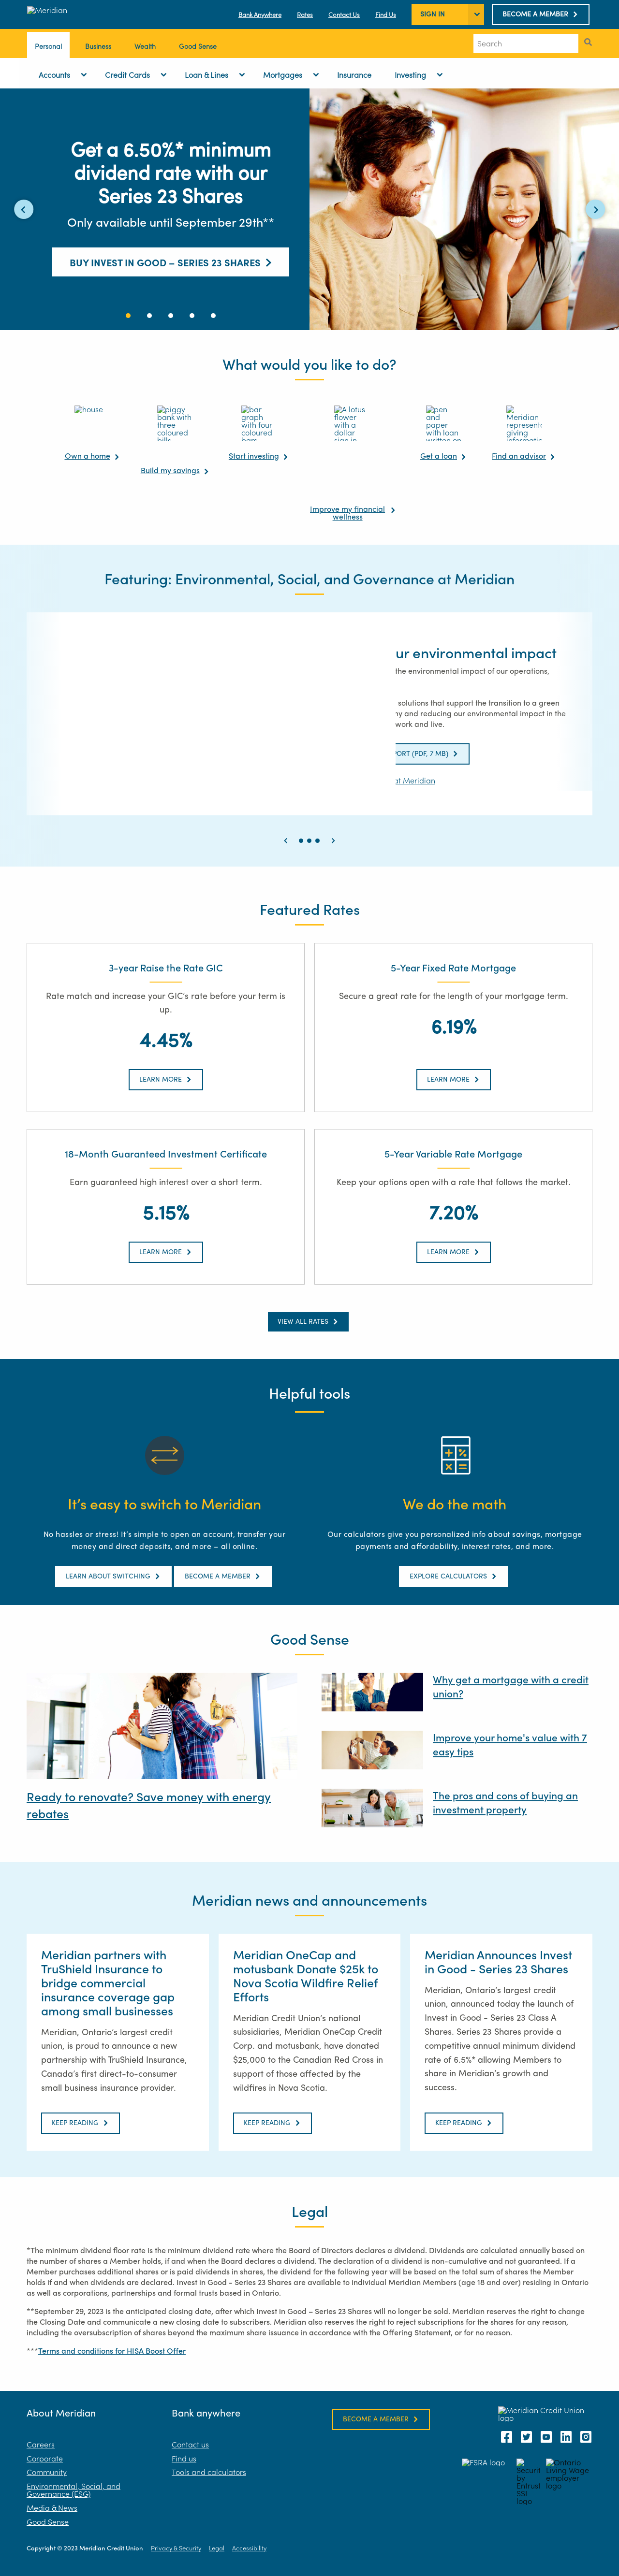 Meridian
Bank Anywhere
Rates
Contact Us
Find Us
SIGN IN
BECOME A MEMBER
Personal
Business
Wealth
Good Sense
Search
Accounts
Credit Cards
Loan & Lines
Mortgages
Insurance
Investing
Get a 6.50%* minimum
dividend rate with our
Series 23 Shares
Only available until September 29th**
BUY INVEST IN GOOD – SERIES 23 SHARES
What would you like to do?
house
piggy
bank with
three
coloured
bills
bar
graph
with four
coloured
bars
A lotus
flower
with a
dollar
sign in
pen
and
paper
with loan
written on
Meridian
giving
Own a home
Build my savings
Start investing
Improve my financial
wellness
Get a loan
Find an advisor
Featuring: Environmental, Social, and Governance at Meridian
ur environmental impact
the environmental impact of our operations,
solutions that support the transition to a green
y and reducing our environmental impact in the
work and live.
PORT (PDF, 7 MB)
at Meridian
Featured Rates
3-year Raise the Rate GIC
Rate match and increase your GIC's rate before your term is
up.
4.45%
LEARN MORE
5-Year Fixed Rate Mortgage
Secure a great rate for the length of your mortgage term.
6.19%
LEARN MORE
18-Month Guaranteed Investment Certificate
Earn guaranteed high interest over a short term.
5.15%
LEARN MORE
5-Year Variable Rate Mortgage
Keep your options open with a rate that follows the market.
7.20%
LEARN MORE
VIEW ALL RATES
Helpful tools
It's easy to switch to Meridian
No hassles or stress! It's simple to open an account, transfer your
money and direct deposits, and more – all online.
LEARN ABOUT SWITCHING
BECOME A MEMBER
We do the math
Our calculators give you personalized info about savings, mortgage
payments and affordability, interest rates, and more.
EXPLORE CALCULATORS
Good Sense
Ready to renovate? Save money with energy
rebates
Why get a mortgage with a credit
union?
Improve your home's value with 7
easy tips
The pros and cons of buying an
investment property
Meridian news and announcements
Meridian partners with
TruShield Insurance to
bridge commercial
insurance coverage gap
among small businesses
Meridian, Ontario's largest credit
union, is proud to announce a new
partnership with TruShield Insurance,
Canada's first direct-to-consumer
small business insurance provider.
KEEP READING
Meridian OneCap and
motusbank Donate $25k to
Nova Scotia Wildfire Relief
Efforts
Meridian Credit Union's national
subsidiaries, Meridian OneCap Credit
Corp. and motusbank, have donated
$25,000 to the Canadian Red Cross in
support of those affected by the
wildfires in Nova Scotia.
KEEP READING
Meridian Announces Invest
in Good - Series 23 Shares
Meridian, Ontario's largest credit
union, announced today the launch of
Invest in Good - Series 23 Class A
Shares. Series 23 Shares provide a
competitive annual minimum dividend
rate of 6.5%* allowing Members to
share in Meridian's growth and
success.
KEEP READING
Legal
*The minimum dividend floor rate is the minimum dividend rate where the Board of Directors declares a dividend. Dividends are calculated annually based on
the number of shares a Member holds, if and when the Board declares a dividend. The declaration of a dividend is non-cumulative and not guaranteed. If a
Member purchases additional shares or is paid dividends in shares, the dividend for the following year will be based on the total sum of shares the Member
holds if and when dividends are declared. Invest in Good - Series 23 Shares are available to individual Meridian Members (age 18 and over) residing in Ontario
as well as corporations, partnerships and formal trusts based in Ontario.
**September 29, 2023 is the anticipated closing date, after which Invest in Good – Series 23 Shares will no longer be sold. Meridian reserves the right to change
the Closing Date and close now to new subscribers. Meridian also reserves the right to reject subscriptions for the shares for any reason, including in
over-subscription of shares beyond the maximum share issuance in accordance with the Offering Statement, or for no reason.
***Terms and conditions for HISA Boost Offer
About Meridian
Careers
Corporate
Community
Environmental, Social, and
Governance (ESG)
Media & News
Good Sense
Bank anywhere
Contact us
Find us
Tools and calculators
BECOME A MEMBER
Meridian Credit Union
logo
FSRA logo
Security
by
Entrust
SSL
logo
Ontario
Living Wage
employer
logo
Copyright © 2023 Meridian Credit Union
Privacy & Security
Legal
Accessibility